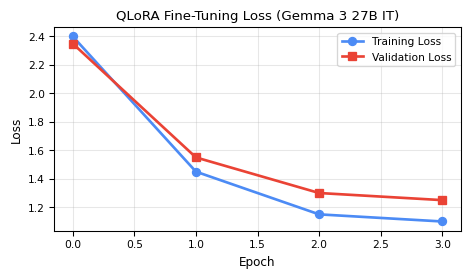 QLoRA Fine-Tuning Loss (Gemma 3 27B IT)
Training Loss
Validation Loss
Loss
2.4
2.2
2.0
1.8
1.6
1.4
1.2
0.0 0.5 1.0 1.5 2.0 2.5 3.0
Epoch